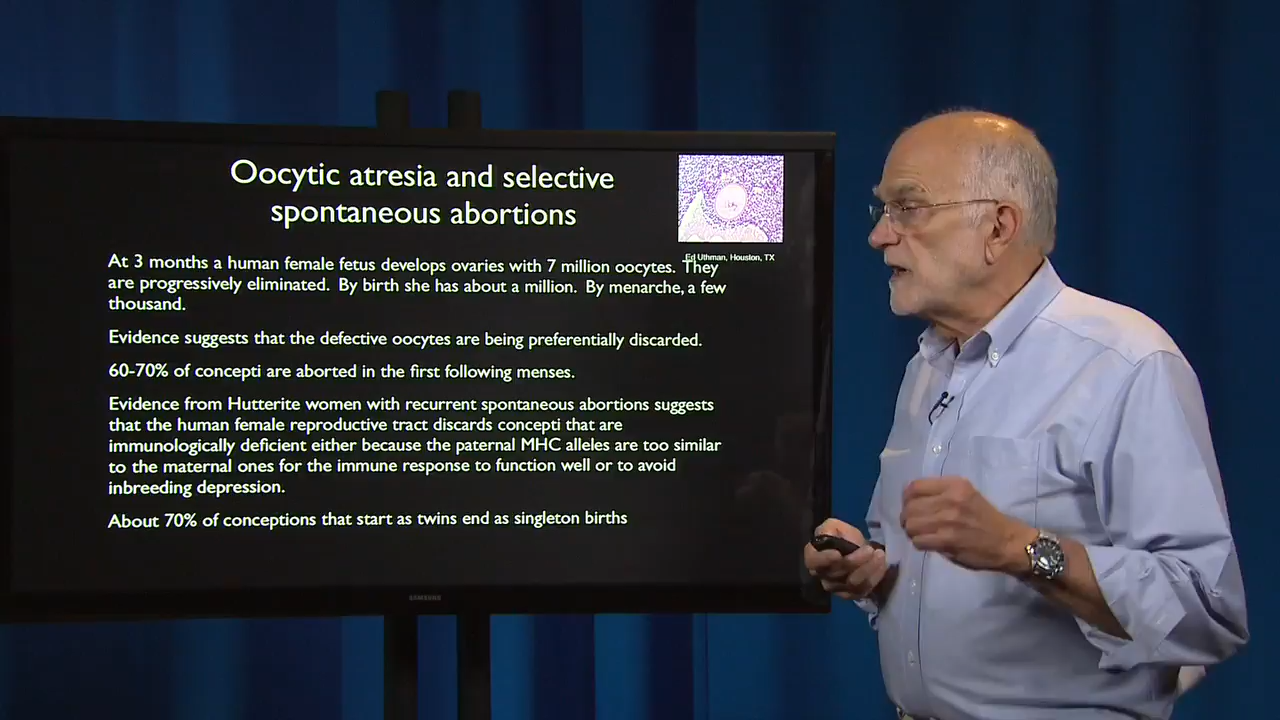 Oocytic atresia and selective
spontaneous abortions
Ed Uthman, Houston, TX
At 3 months a human female fetus develops ovaries with 7 million oocytes. They
are progressively eliminated. By birth she has about a million. By menarche, a few
thousand.
Evidence suggests that the defective oocytes are being preferentially discarded.
60-70% of concepti are aborted in the first following menses.
Evidence from Hutterite women with recurrent spontaneous abortions suggests
that the human female reproductive tract discards concepti that are
immunologically deficient either because the paternal MHC alleles are too similar
to the maternal ones for the immune response to function well or to avoid
inbreeding depression.
About 70% of conceptions that start as twins end as singleton births
SAMSUNG